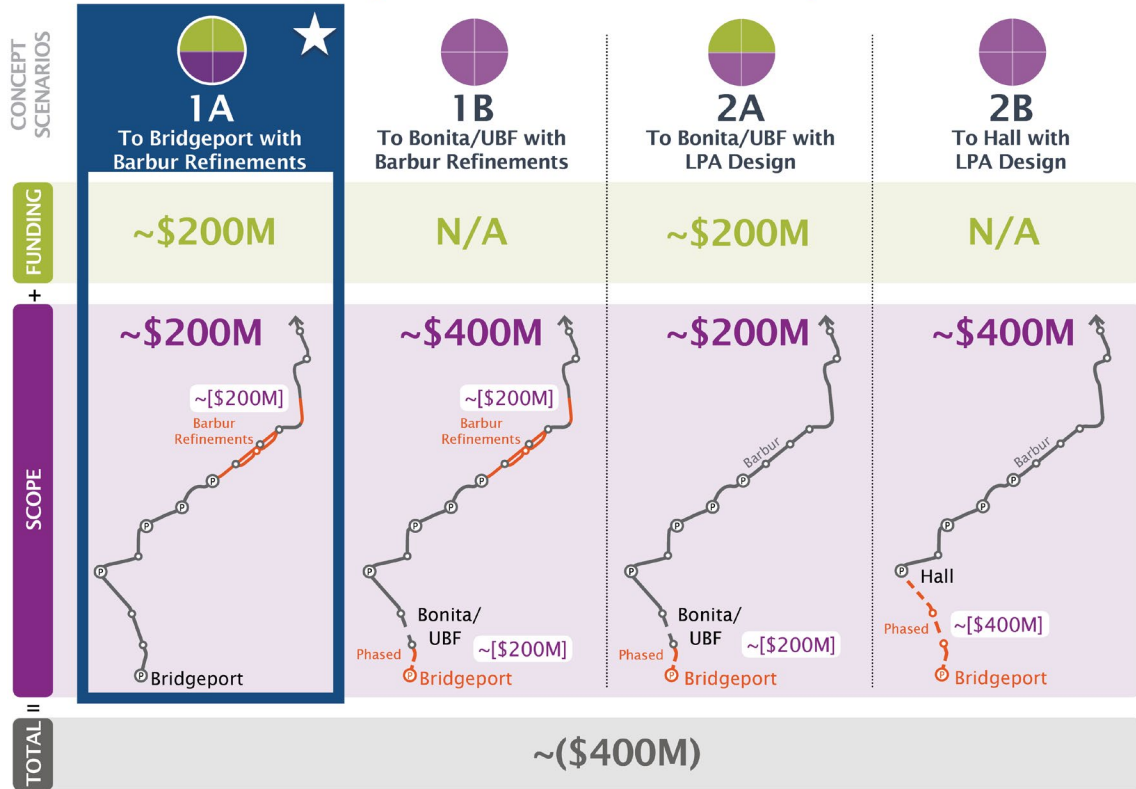 CONCEPT
SCENARIOS
1A
To Bridgeport with
Barbur Refinements
1B
To Bonita/UBF with
Barbur Refinements
2A
To Bonita/UBF with
LPA Design
2B
To Hall with
LPA Design
FUNDING
~$200M
N/A
~$200M
N/A
+
SCOPE
~$200M
~[$200M]
Barbur
Refinements
P
P
P
P
P
Bridgeport
~$400M
~[$200M]
Barbur
Refinements
P
P
P
P
Bonita/
UBF
Phased
~[$200M]
P
Bridgeport
~$200M
Barbur
P
P
P
P
Bonita/
UBF
Phased
~[$200M]
P
Bridgeport
~$400M
Barbur
P
P
P
P
Hall
Phased
~[$400M]
P
Bridgeport
=
TOTAL
~($400M)